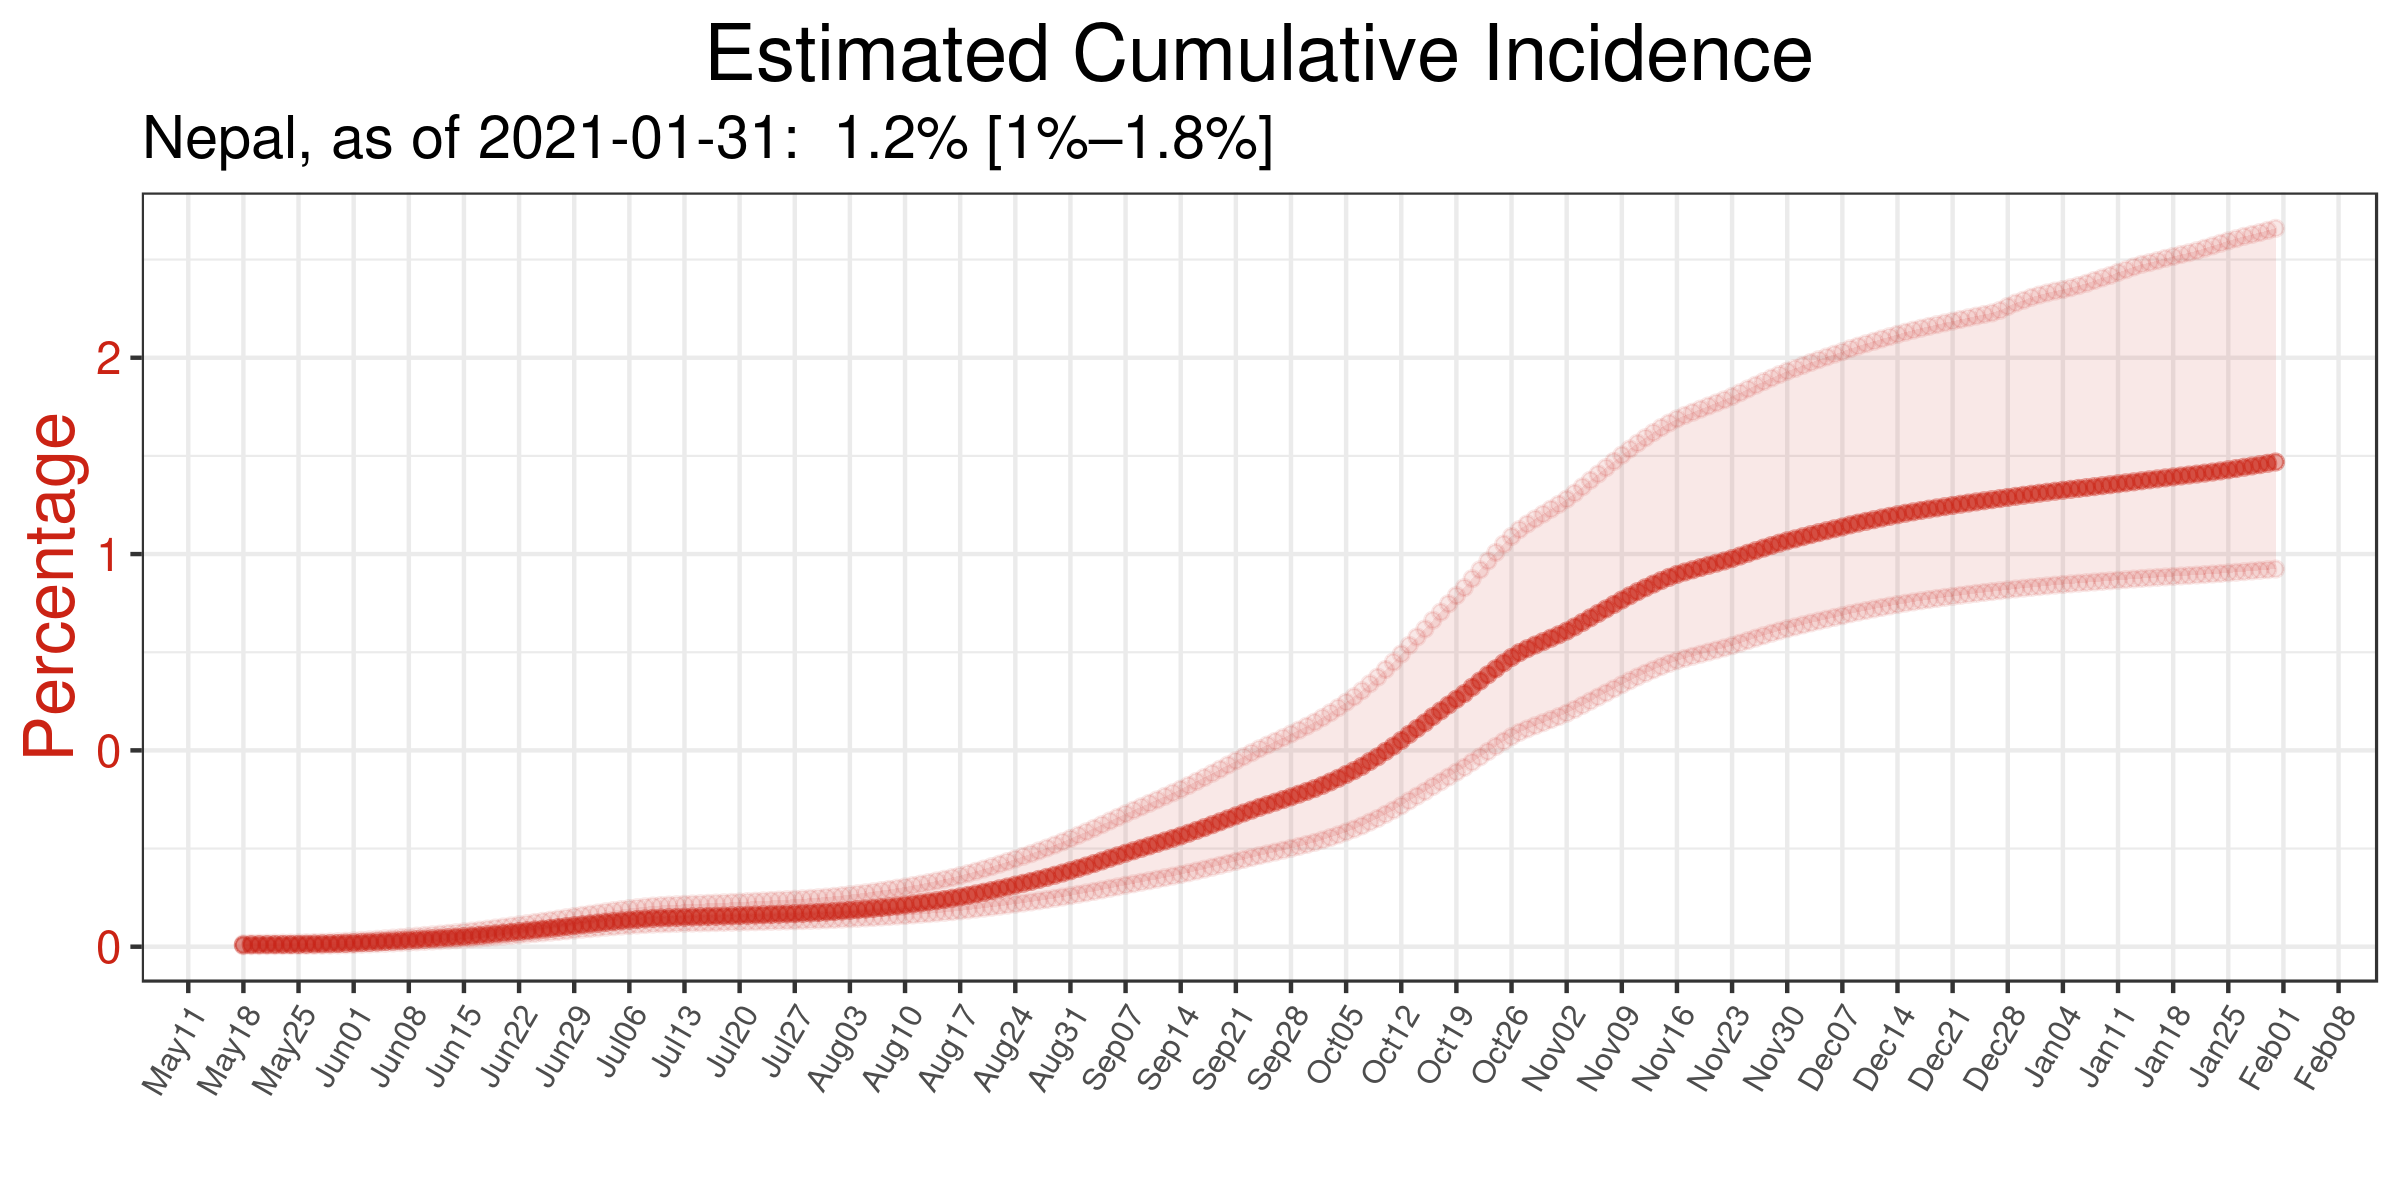 Estimated Cumulative Incidence
Nepal, as of 2021-01-31:  1.2% [1%–1.8%]
Percentage
2
1
0
0
May11
May18
May25
Jun01
Jun08
Jun15
Jun22
Jun29
Jul06
Jul13
Jul20
Jul27
Aug03
Aug10
Aug17
Aug24
Aug31
Sep07
Sep14
Sep21
Sep28
Oct05
Oct12
Oct19
Oct26
Nov02
Nov09
Nov16
Nov23
Nov30
Dec07
Dec14
Dec21
Dec28
Jan04
Jan11
Jan18
Jan25
Feb01
Feb08